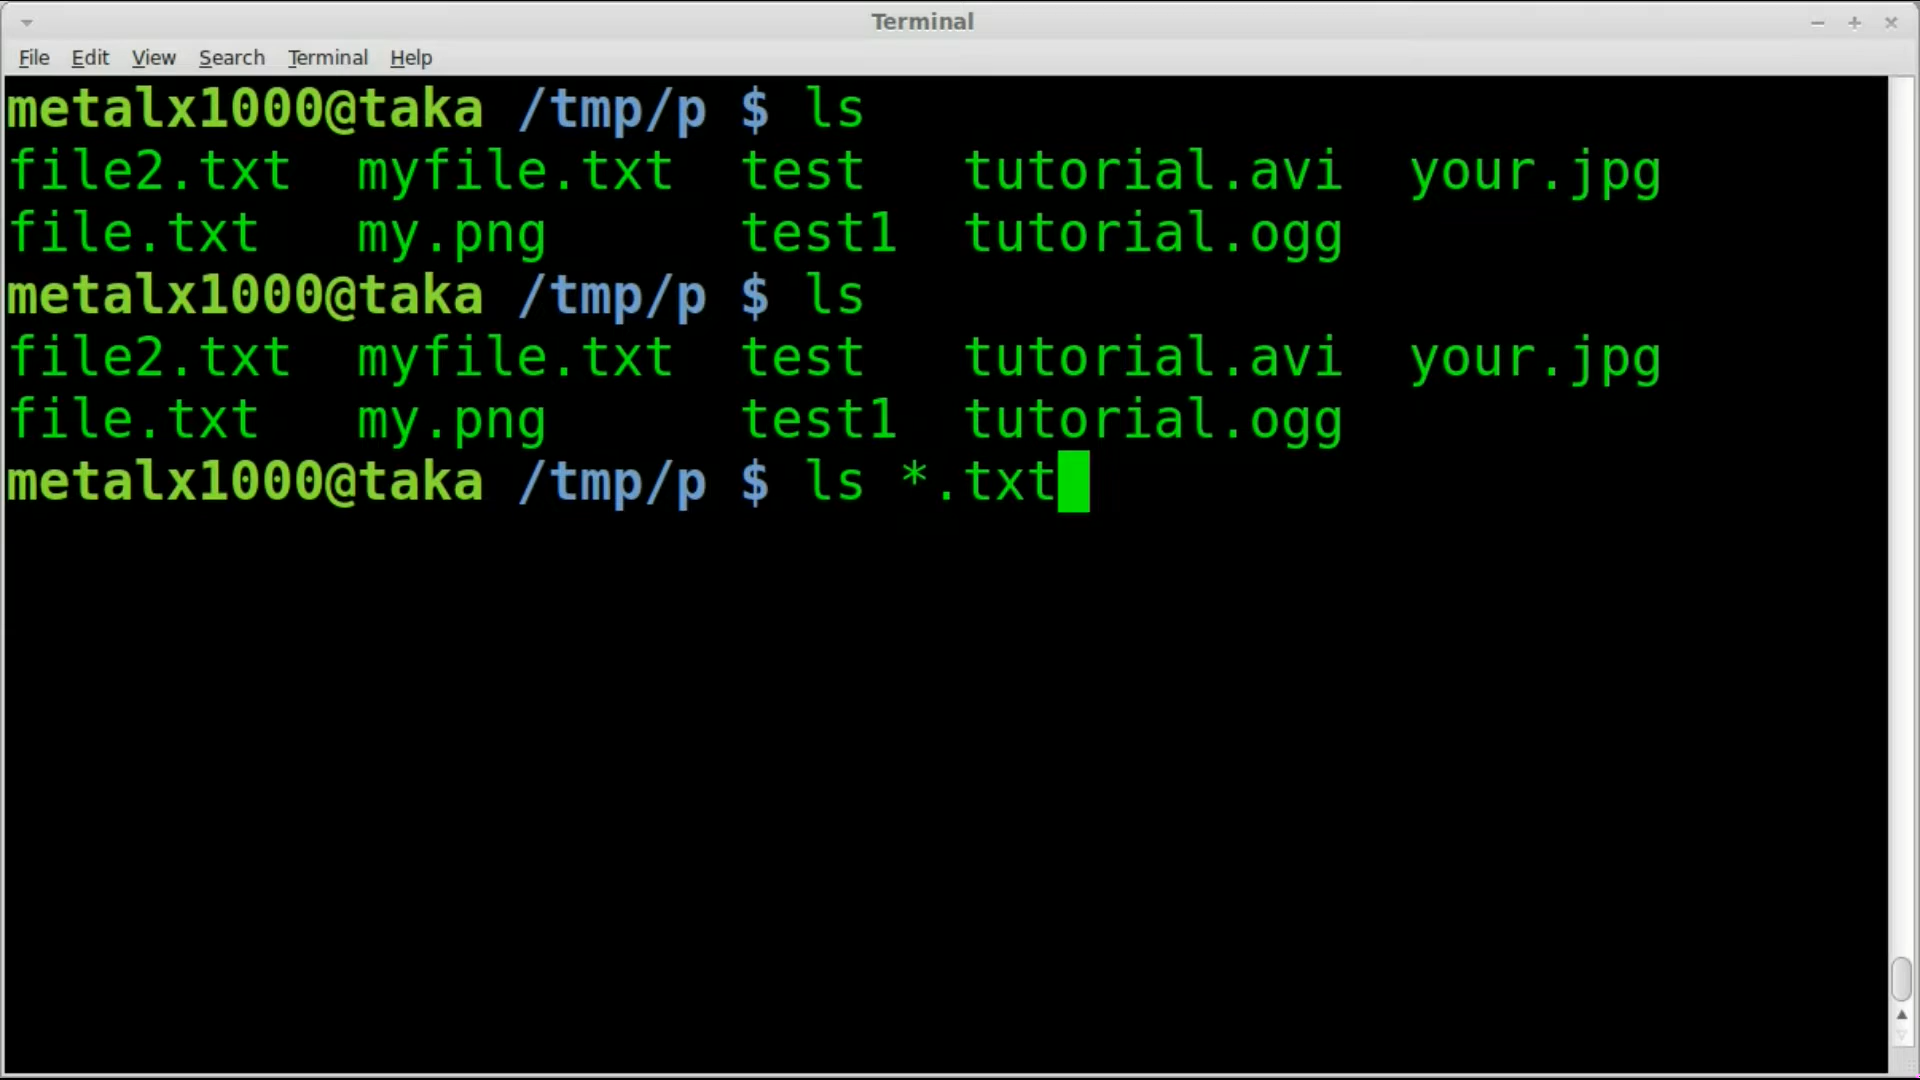 Terminal
File Edit View Search Terminal Help
metalx1000@taka /tmp/p $ ls
file2.txt myfile.txt test tutorial.avi your.jpg
file.txt my.png test1 tutorial.ogg
metalx1000@taka /tmp/p $ ls
file2.txt myfile.txt test tutorial.avi your.jpg
file.txt my.png test1 tutorial.ogg
metalx1000@taka /tmp/p $ ls *.txt